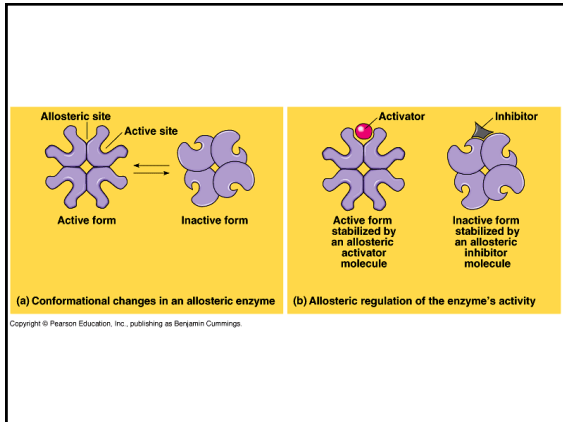 Allosteric site
Active site
Active form
Inactive form
(a) Conformational changes in an allosteric enzyme
Activator
Inhibitor
Active form
stabilized by
an allosteric
activator
molecule
Inactive form
stabilized by
an allosteric
inhibitor
molecule
(b) Allosteric regulation of the enzyme's activity
Copyright © Pearson Education, Inc., publishing as Benjamin Cummings.